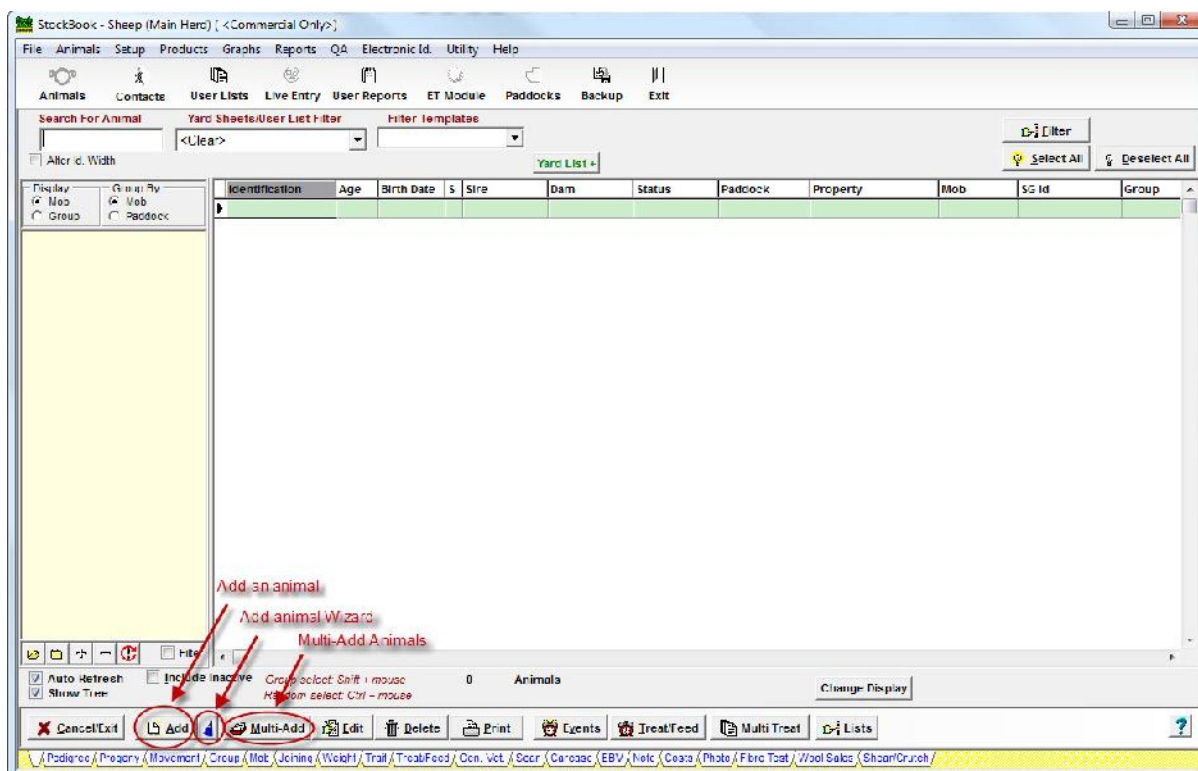 StockBook - Sheep (Main Herd) ( <Commercial Only>)
File Animals Setup Products Graphs Reports QA Electronic Id. Utility Help
Animals Contacts User Lists Live Entry User Reports ET Module Paddocks Backup Exit
Search For Animal Yard Sheets/User List Filter Filter Templates
<Clear>
Filter
Alter Id. Width
Yard List +
Select All Deselect All
Display Group By
Mob Mob
Group Paddock
Identification Age Birth Date S Sire Dam Status Paddock Property Mob SG Id Group
Add an animal
Add animal Wizard
Multi-Add Animals
Auto Refresh Include Inactive Group select: Shift + mouse 0 Animals
Show Tree Random select: Ctrl + mouse
Change Display
Cancel/Exit Add Multi-Add Edit Delete Print Events Treat/Feed Multi Treat Lists ?
Pedigree Progeny Movement Group Mob Joining Weight Trait Treat/Feed Gen. Vet. Scan Carcase EBV Note Costs Photo Fibre Test Wool Sales Shear/Crutch